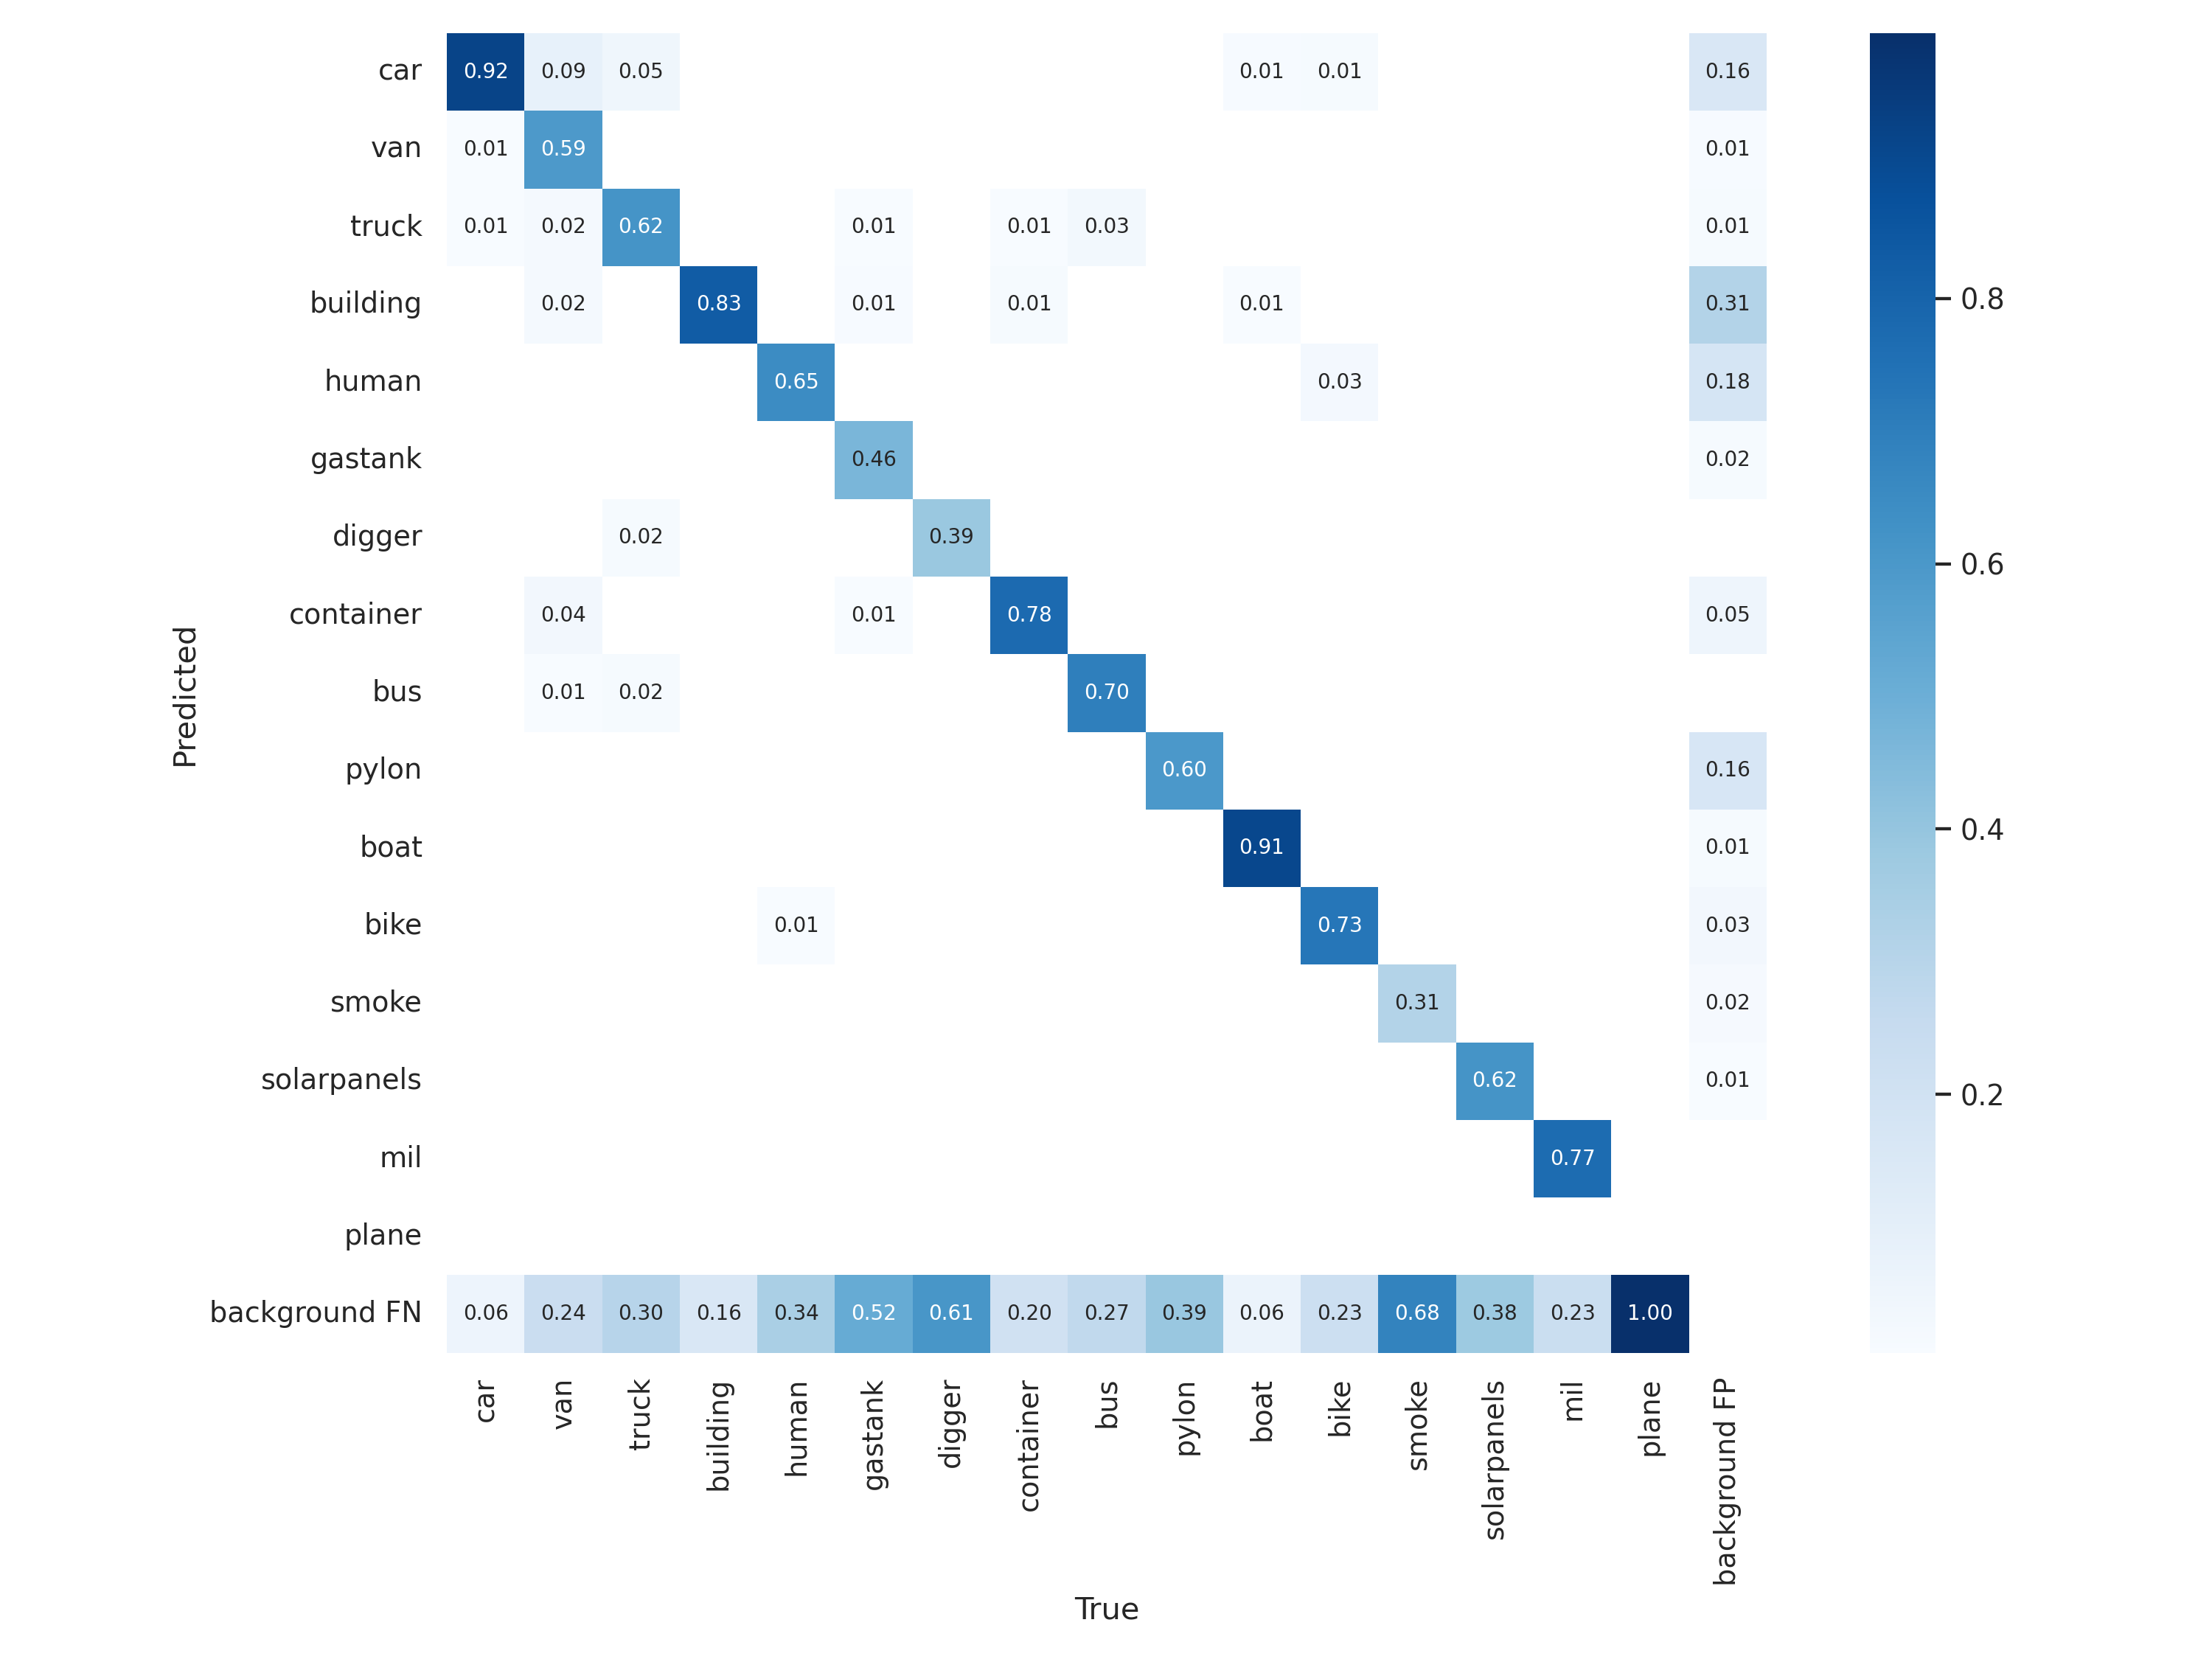 car 0.92 0.09 0.05 0.01 0.01 0.16
van 0.01 0.59 0.01
truck 0.01 0.02 0.62 0.01 0.01 0.03 0.01
building 0.02 0.83 0.01 0.01 0.01 0.31
0.8
human 0.65 0.03 0.18
gastank 0.46 0.02
digger 0.02 0.39
0.6
container 0.04 0.01 0.78 0.05
Predicted
bus 0.01 0.02 0.70
pylon 0.60 0.16
0.4
boat 0.91 0.01
bike 0.01 0.73 0.03
smoke 0.31 0.02
solarpanels 0.62 0.01
0.2
mil 0.77
plane
background FN 0.06 0.24 0.30 0.16 0.34 0.52 0.61 0.20 0.27 0.39 0.06 0.23 0.68 0.38 0.23 1.00
car van truck building human gastank digger container bus pylon boat bike smoke solarpanels mil plane background FP
True